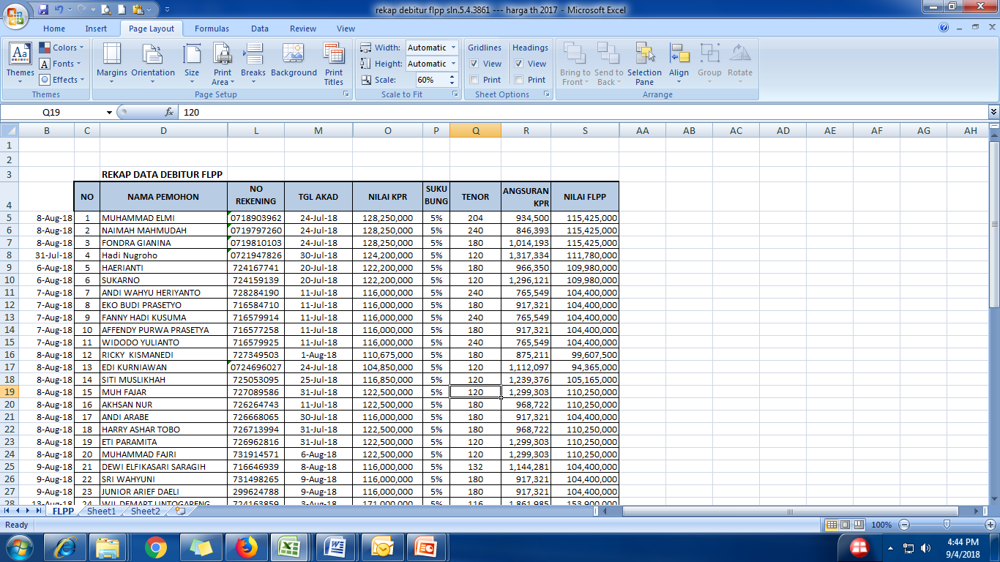 rekap debitur flpp sln.5.4.3861 --- harga th 2017 - Microsoft Excel
Home Insert Page Layout Formulas Data Review View
Themes Colors Fonts Effects Margins Orientation Size Print Area Breaks Background Print Titles Width: Automatic Height: Automatic Scale: 60% Gridlines View Print Headings View Print Bring to Front Send to Back Selection Pane Align Group Rotate
Themes Page Setup Scale to Fit Sheet Options Arrange
Q19 fx 120
B C D L M O P Q R S AA AB AC AD AE AF AG AH
1
2
3 REKAP DATA DEBITUR FLPP
4 NO NAMA PEMOHON NO REKENING TGL AKAD NILAI KPR SUKU BUNG TENOR ANGSURAN KPR NILAI FLPP
5 8-Aug-18 1 MUHAMMAD ELMI 0718903962 24-Jul-18 128,250,000 5% 204 934,500 115,425,000
6 8-Aug-18 2 NAIMAH MAHMUDAH 0719797260 24-Jul-18 128,250,000 5% 240 846,393 115,425,000
7 8-Aug-18 3 FONDRA GIANINA 0719810103 24-Jul-18 128,250,000 5% 180 1,014,193 115,425,000
8 31-Jul-18 4 Hadi Nugroho 0721947826 30-Jul-18 124,200,000 5% 120 1,317,334 111,780,000
9 6-Aug-18 5 HAERIANTI 724167741 20-Jul-18 122,200,000 5% 180 966,350 109,980,000
10 6-Aug-18 6 SUKARNO 724159139 20-Jul-18 122,200,000 5% 120 1,296,121 109,980,000
11 7-Aug-18 7 ANDI WAHYU HERIYANTO 728284190 11-Jul-18 116,000,000 5% 240 765,549 104,400,000
12 7-Aug-18 8 EKO BUDI PRASETYO 716584710 11-Jul-18 116,000,000 5% 180 917,321 104,400,000
13 7-Aug-18 9 FANNY HADI KUSUMA 716579914 11-Jul-18 116,000,000 5% 240 765,549 104,400,000
14 7-Aug-18 10 AFFENDY PURWA PRASETYA 716577258 11-Jul-18 116,000,000 5% 180 917,321 104,400,000
15 7-Aug-18 11 WIDODO YULIANTO 716579925 11-Jul-18 116,000,000 5% 240 765,549 104,400,000
16 8-Aug-18 12 RICKY KISMANEDI 727349503 1-Aug-18 110,675,000 5% 180 875,211 99,607,500
17 8-Aug-18 13 EDI KURNIAWAN 0724696027 24-Jul-18 104,850,000 5% 120 1,112,097 94,365,000
18 8-Aug-18 14 SITI MUSLIKHAH 725053095 25-Jul-18 116,850,000 5% 120 1,239,376 105,165,000
19 8-Aug-18 15 MUH FAJAR 727089586 31-Jul-18 122,500,000 5% 120 1,299,303 110,250,000
20 8-Aug-18 16 AKHSAN NUR 726264743 11-Jul-18 122,500,000 5% 180 968,722 110,250,000
21 8-Aug-18 17 ANDI ARABE 726668065 30-Jul-18 116,000,000 5% 180 917,321 104,400,000
22 8-Aug-18 18 HARRY ASHAR TOBO 726713994 31-Jul-18 122,500,000 5% 180 968,722 110,250,000
23 8-Aug-18 19 ETI PARAMITA 726962816 31-Jul-18 122,500,000 5% 120 1,299,303 110,250,000
24 8-Aug-18 20 MUHAMMAD FAJRI 731914571 6-Aug-18 122,500,000 5% 120 1,299,303 110,250,000
25 9-Aug-18 21 DEWI ELFIKASARI SARAGIH 716646939 8-Aug-18 116,000,000 5% 132 1,144,281 104,400,000
26 9-Aug-18 22 SRI WAHYUNI 731498265 9-Aug-18 116,000,000 5% 180 917,321 104,400,000
27 9-Aug-18 23 JUNIOR ARIEF DAELI 299624788 9-Aug-18 116,000,000 5% 180 917,321 104,400,000
28 13-Aug-18 24 724163859 3-Aug-18 171,000,000 5% 116 1,861,985 153,900,000
FLPP Sheet1 Sheet2
Ready 100%
4:44 PM
9/4/2018